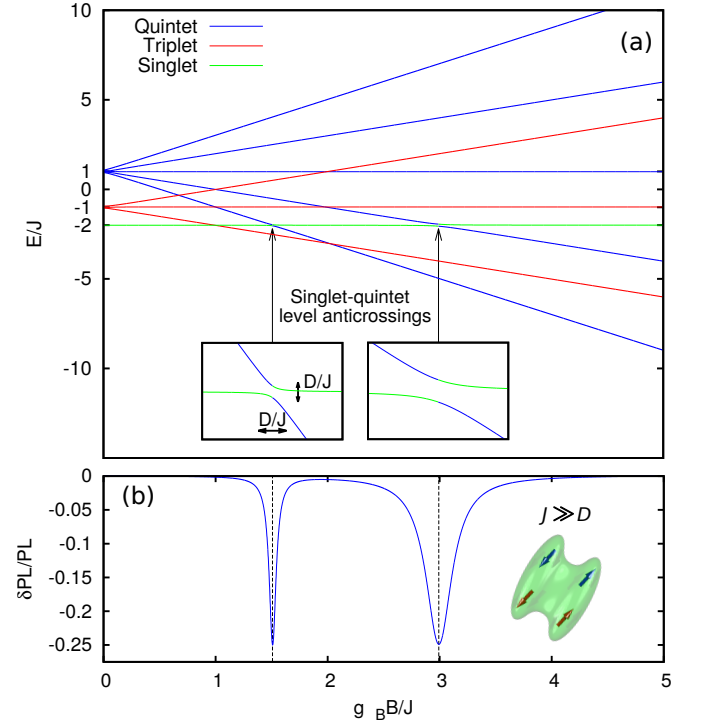 10
Quintet
Triplet
Singlet
(a)
5
1
0
-1
-2
E/J
-5
Singlet-quintet
level anticrossings
-10
D/J
D/J
(b)
0
J≫D
-0.05
-0.1
-0.15
-0.2
-0.25
δPL/PL
0 1 2 3 4 5
g BB/J